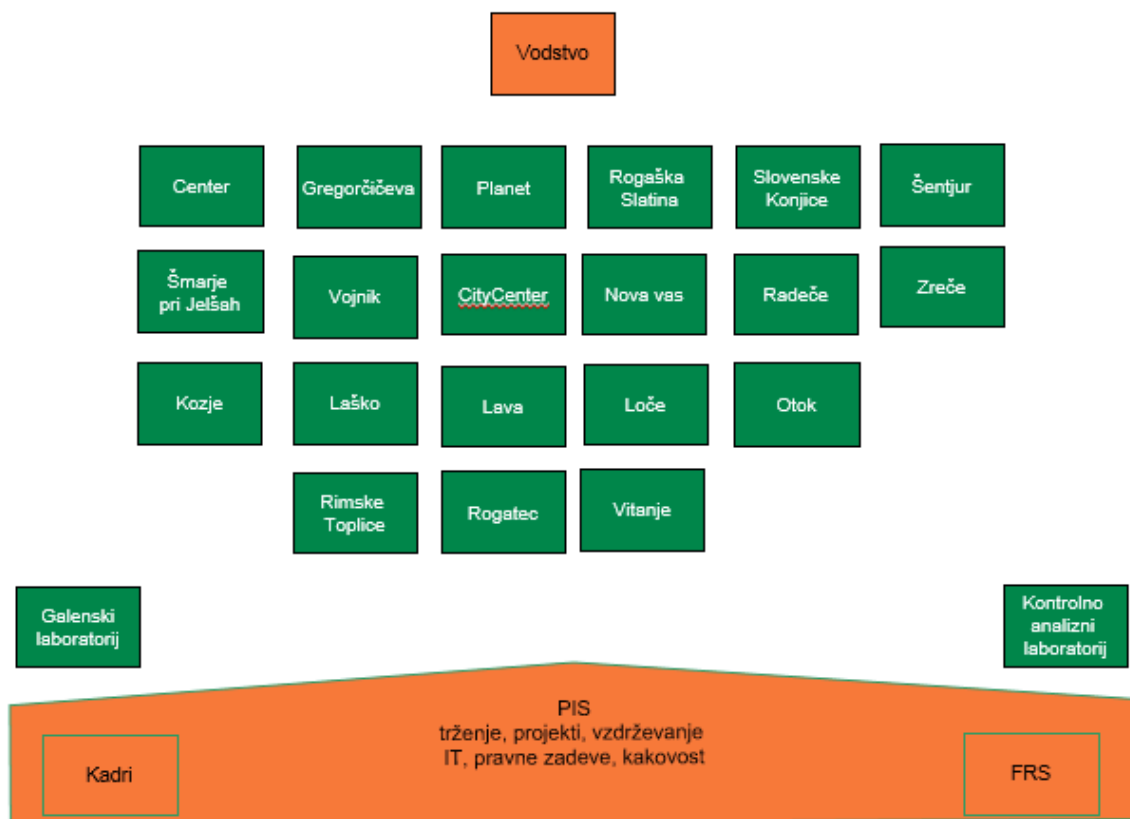 Vodstvo
Center
Gregorčičeva
Planet
Rogaška
Slatina
Slovenske
Konjice
Šentjur
Šmarje
pri Jelšah
Vojnik
CityCenter
Nova vas
Radeče
Zreče
Kozje
Laško
Lava
Loče
Otok
Rimske
Toplice
Rogatec
Vitanje
Galenski
laboratorij
Kontrolno
analizni
laboratorij
PIS
trženje, projekti, vzdrževanje
IT, pravne zadeve, kakovost
Kadri
FRS